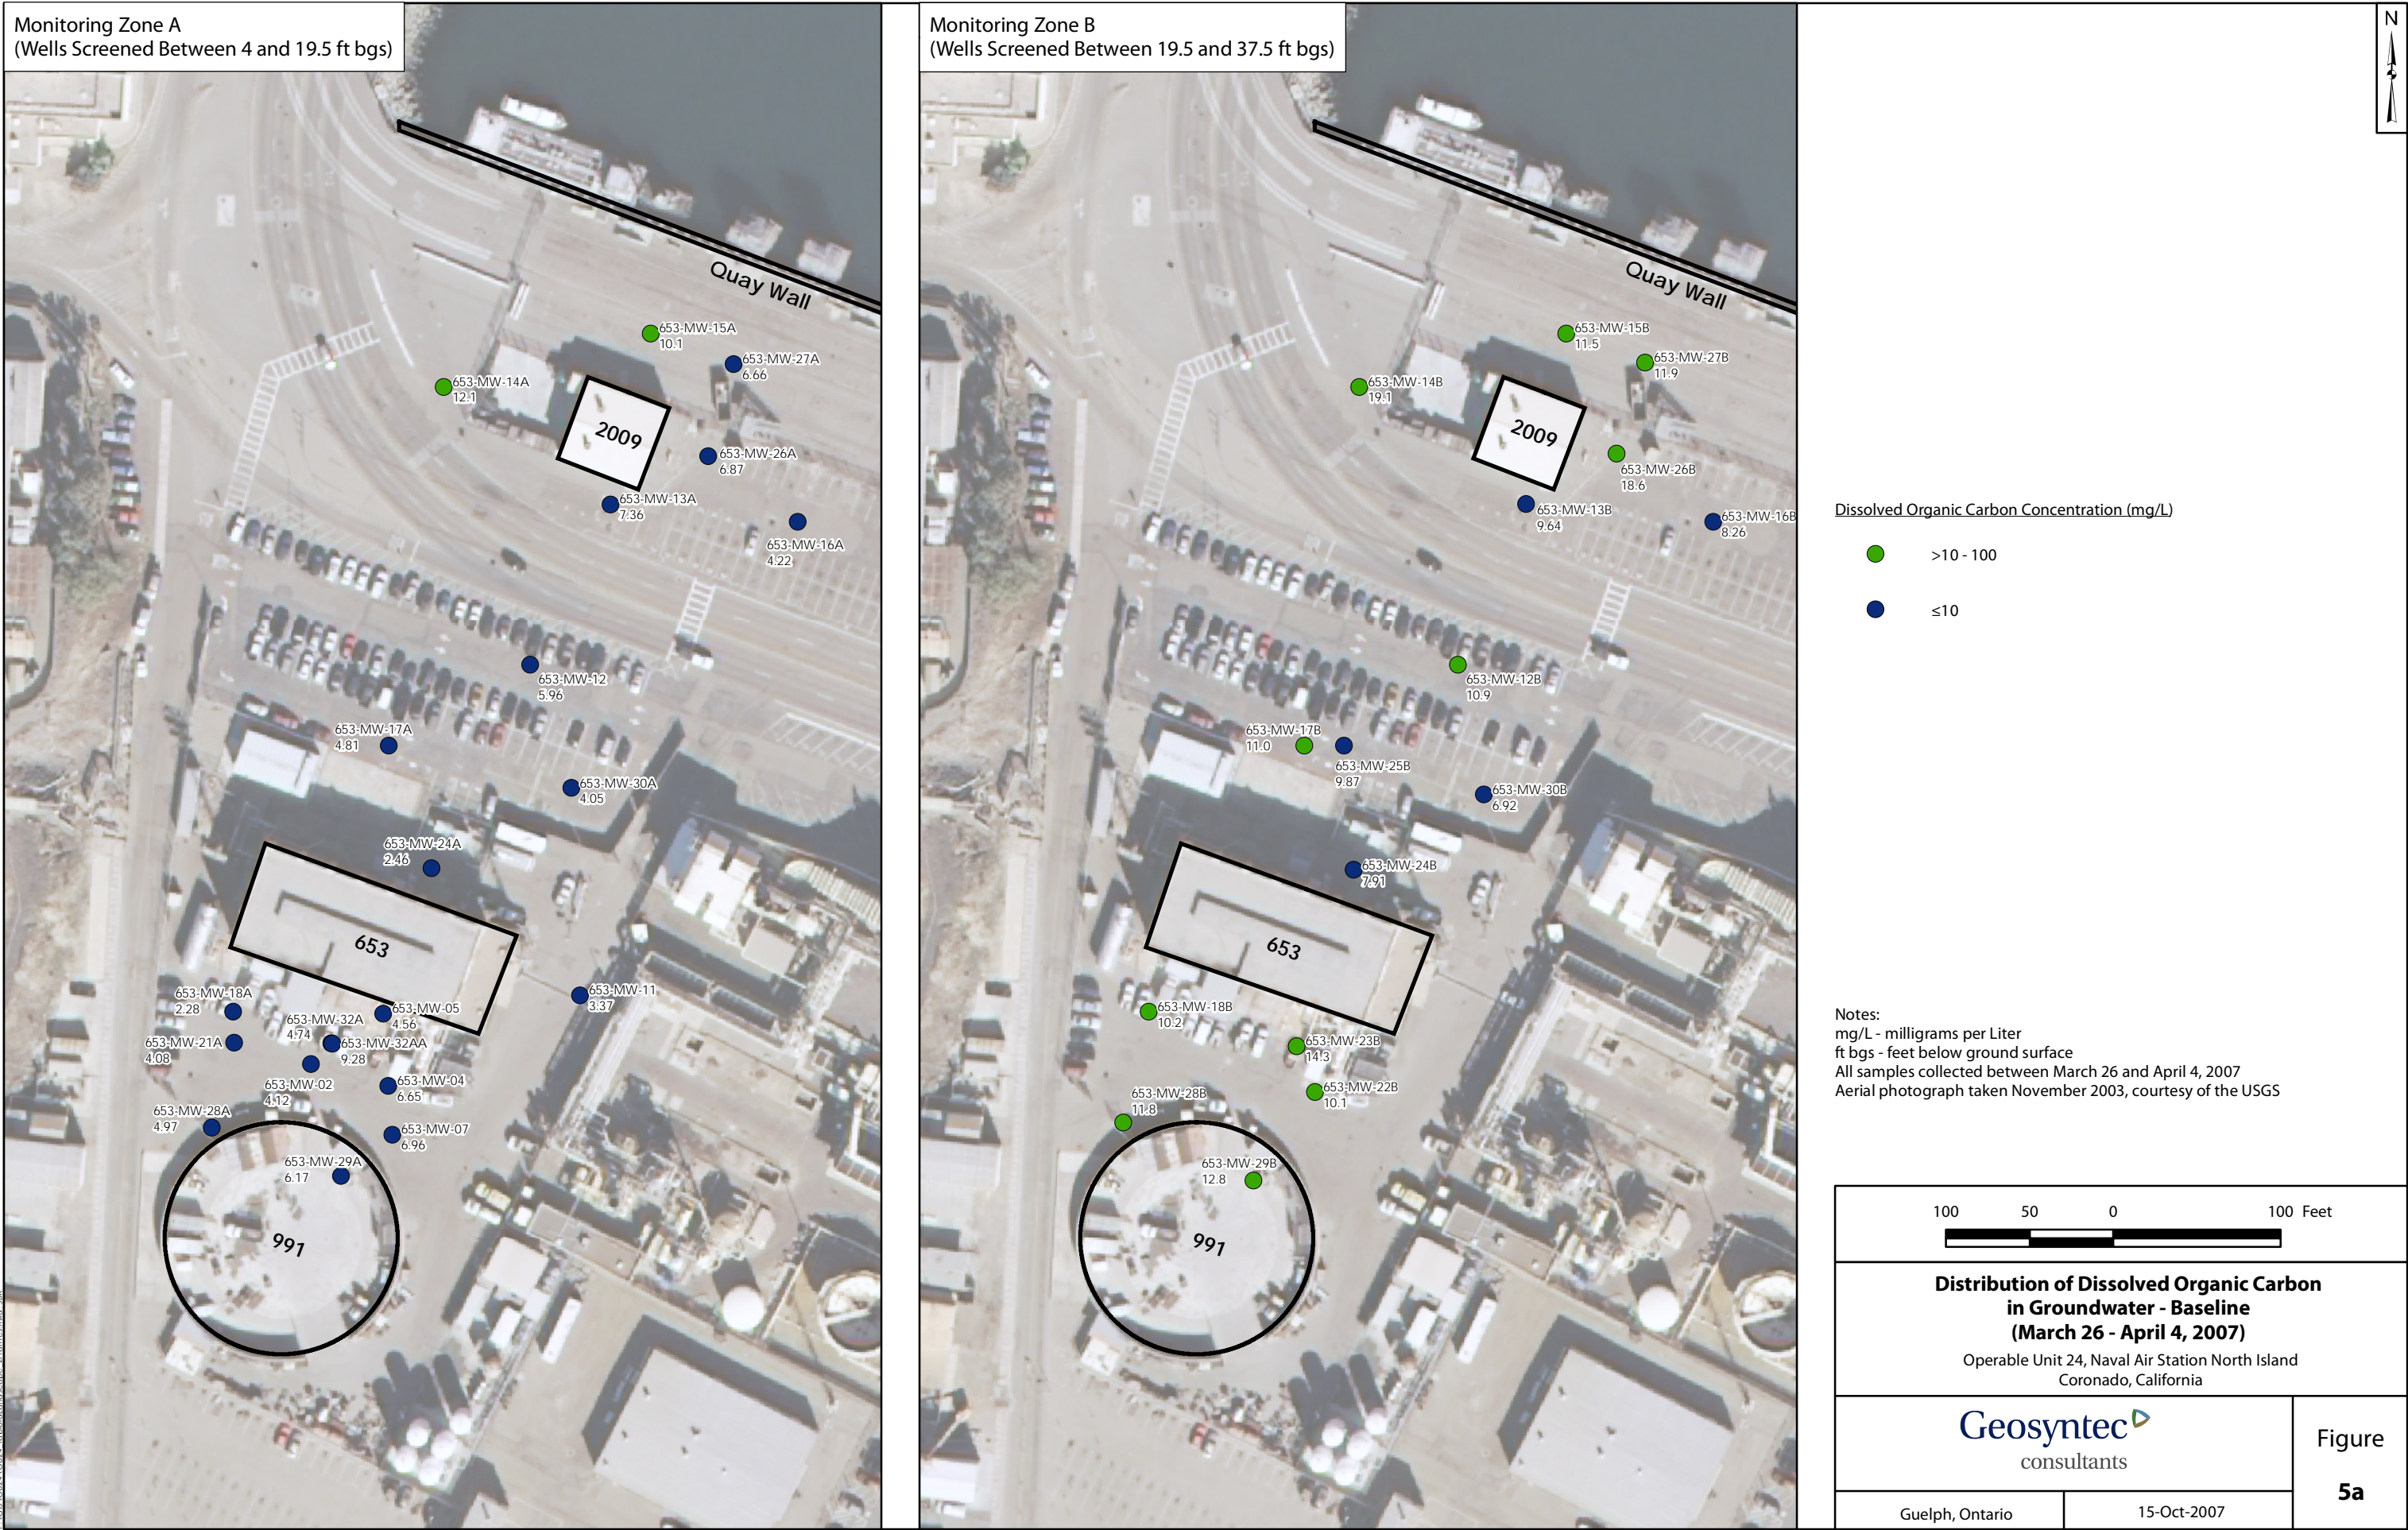 Monitoring Zone A
(Wells Screened Between 4 and 19.5 ft bgs)
Quay Wall
653-MW-15A
10.1
653-MW-27A
6.66
653-MW-14A
12.1
2009
653-MW-26A
6.87
653-MW-13A
7.36
653-MW-16A
4.22
653-MW-12
5.96
653-MW-17A
4.81
653-MW-30A
4.05
653-MW-24A
2.46
653
653-MW-18A
2.28
653-MW-11
3.37
653-MW-05
4.56
653-MW-32A
4.74
653-MW-21A
4.08
653-MW-32AA
9.28
653-MW-02
4.12
653-MW-04
6.65
653-MW-28A
4.97
653-MW-07
6.96
653-MW-29A
6.17
991
Monitoring Zone B
(Wells Screened Between 19.5 and 37.5 ft bgs)
Quay Wall
653-MW-15B
11.5
653-MW-27B
11.9
653-MW-14B
19.1
2009
653-MW-26B
18.6
653-MW-13B
9.64
653-MW-16B
8.26
653-MW-12B
10.9
653-MW-17B
11.0
653-MW-25B
9.87
653-MW-30B
6.92
653-MW-24B
7.91
653
653-MW-18B
10.2
653-MW-23B
14.3
653-MW-22B
10.1
653-MW-28B
11.8
653-MW-29B
12.8
991
N
Dissolved Organic Carbon Concentration (mg/L)
>10 - 100
≤10
Notes:
mg/L - milligrams per Liter
ft bgs - feet below ground surface
All samples collected between March 26 and April 4, 2007
Aerial photograph taken November 2003, courtesy of the USGS
100 50 0 100 Feet
Distribution of Dissolved Organic Carbon
in Groundwater - Baseline
(March 26 - April 4, 2007)
Operable Unit 24, Naval Air Station North Island
Coronado, California
Geosyntec
consultants
Figure
5a
Guelph, Ontario
15-Oct-2007